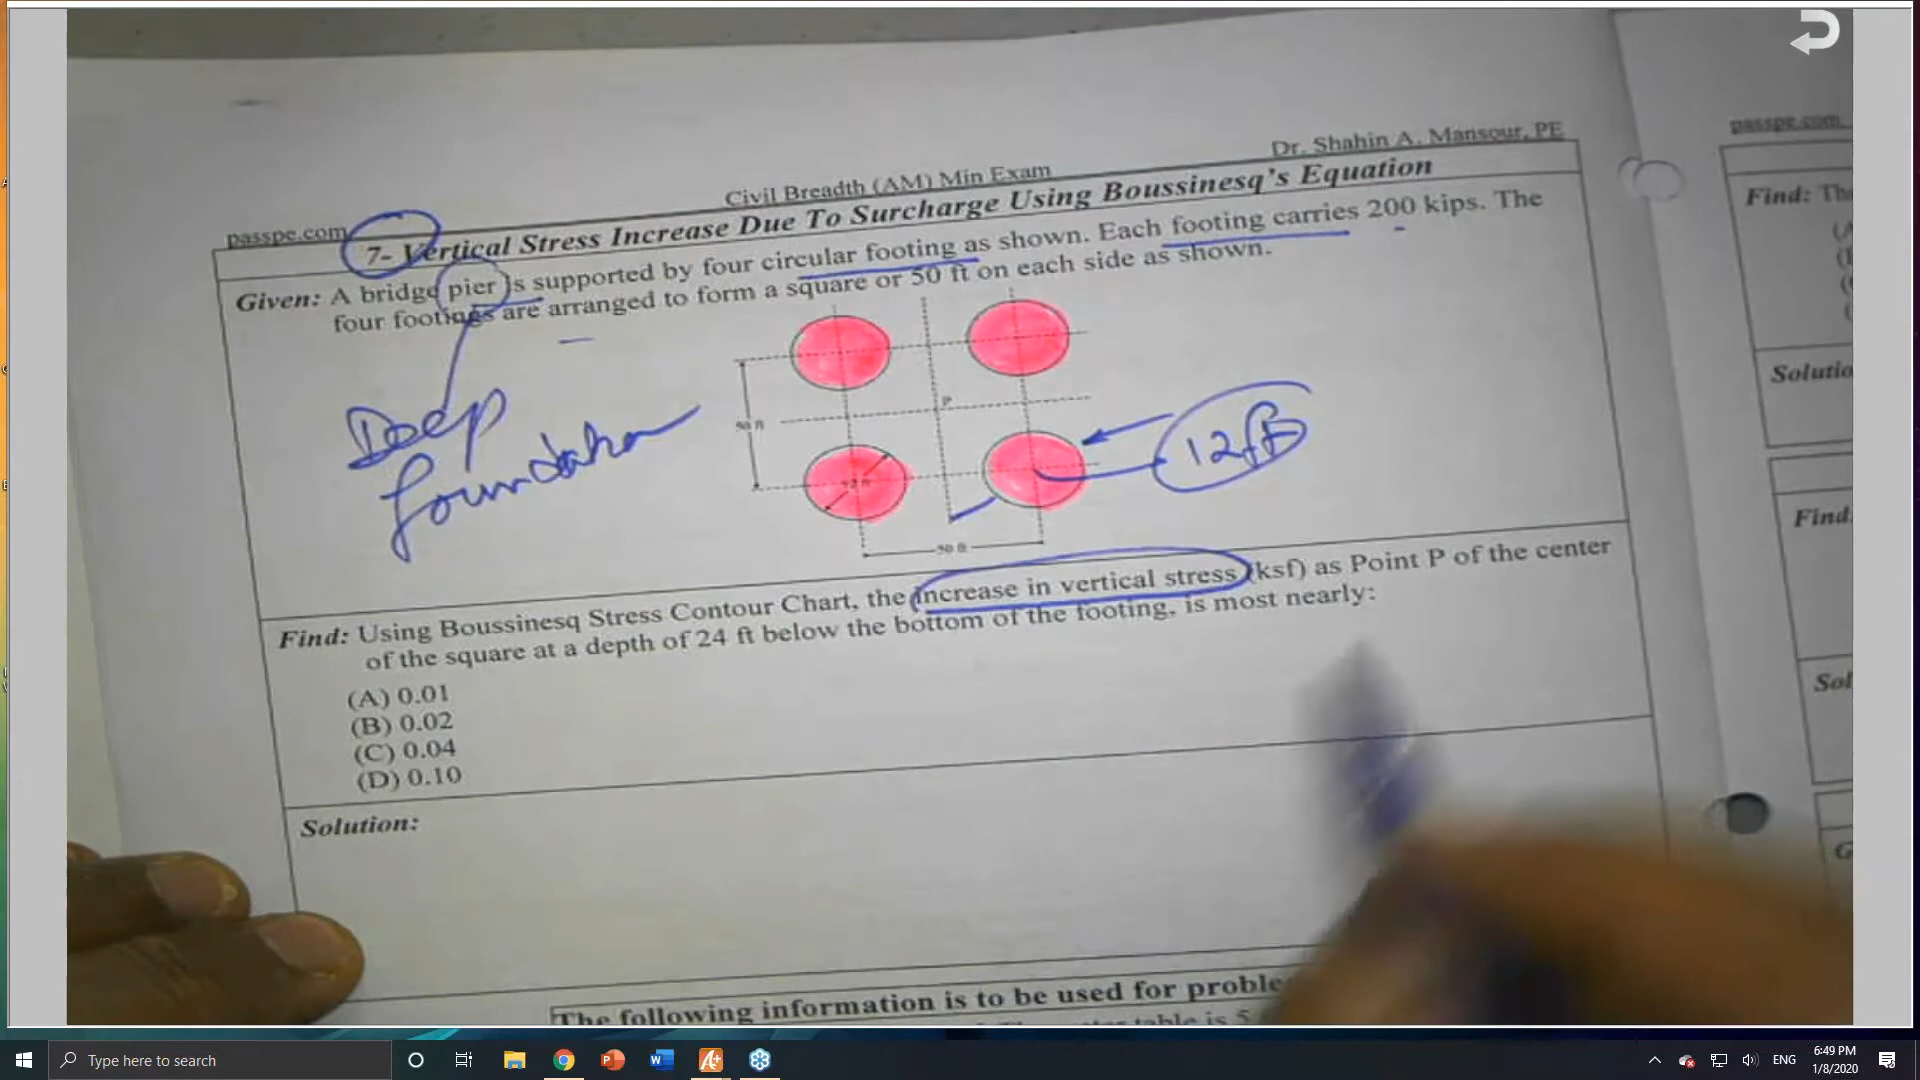 Civil Breadth (AM) Min Exam
Dr. Shahin A. Mansour, PE
passpe.com
passpe.com
7- Vertical Stress Increase Due To Surcharge Using Boussinesq's Equation
Given: A bridge pier is supported by four circular footing as shown. Each footing carries 200 kips. The
four footings are arranged to form a square or 50 ft on each side as shown.
P
50 ft
12ft
Deep
foundation
50 ft
Find: Using Boussinesq Stress Contour Chart, the increase in vertical stress (ksf) as Point P of the center
of the square at a depth of 24 ft below the bottom of the footing, is most nearly:
(A) 0.01
(B) 0.02
(C) 0.04
(D) 0.10
Solution:
The following information is to be used for
table is 5
Find:
Solutio
Find.
Sol
G
Type here to search
ENG
6:49 PM
1/8/2020